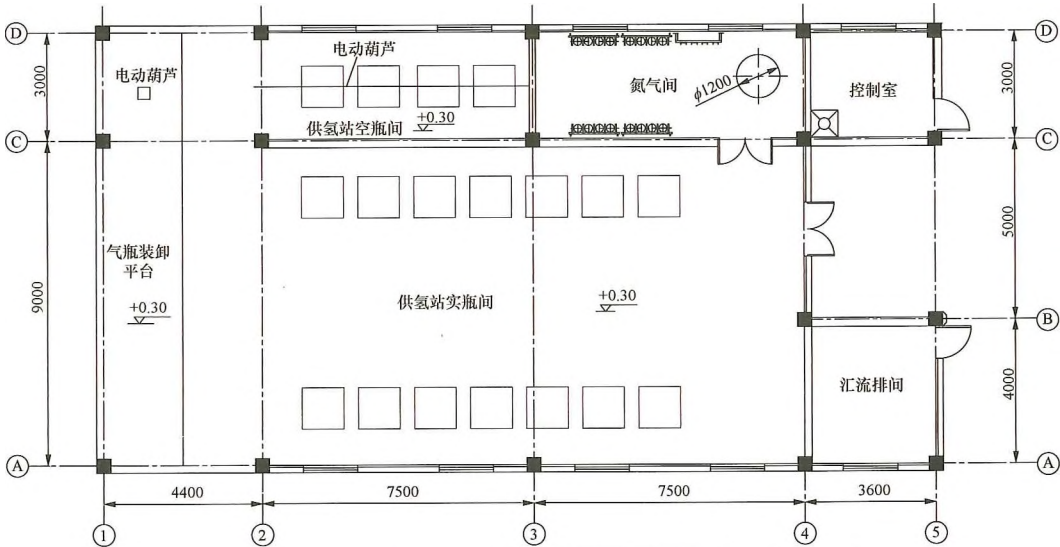 D
D
电动葫芦
电动葫芦
氮气间
φ1200
控制室
3000
3000
供氢站空瓶间
+0.30
C
C
气瓶装卸
平台
+0.30
供氢站实瓶间
+0.30
9000
5000
B
汇流排间
4000
A
A
4400
7500
7500
3600
1
2
3
4
5